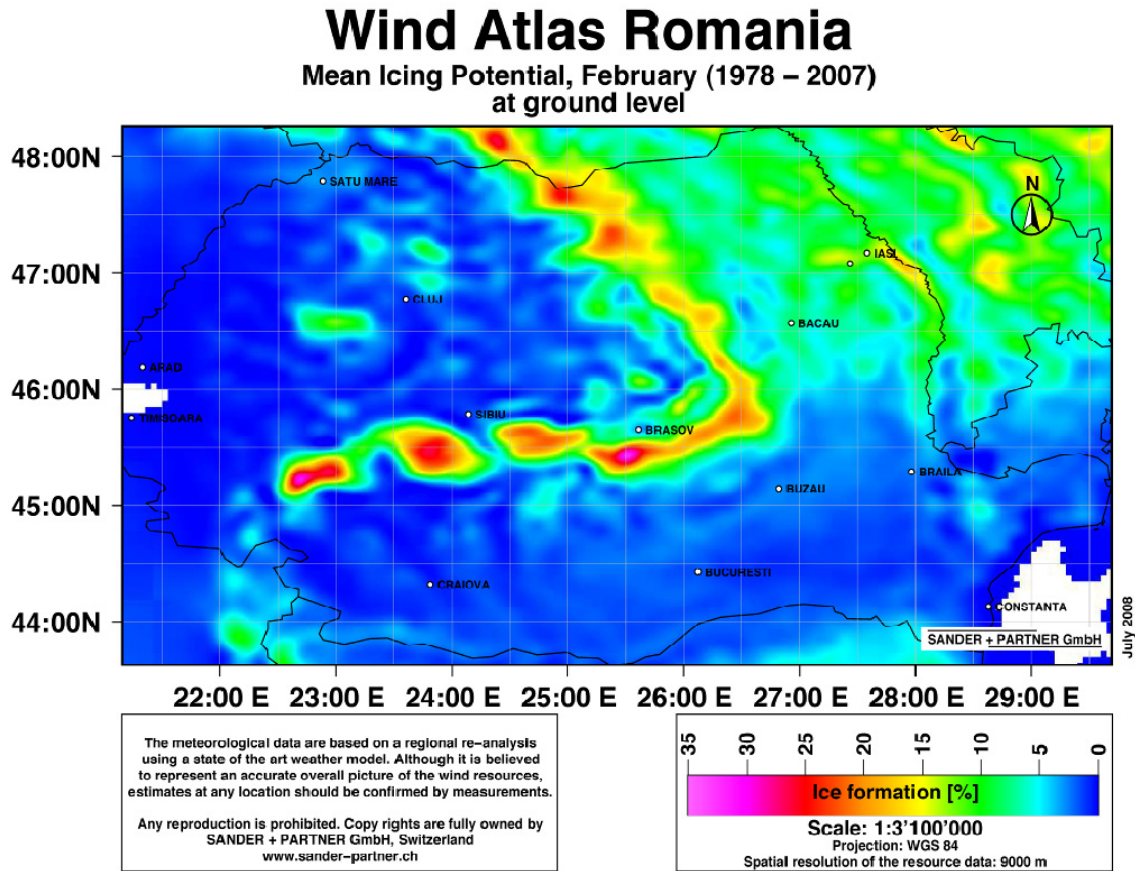 Wind Atlas Romania
Mean Icing Potential, February (1978 – 2007)
at ground level
48:00N
47:00N
46:00N
45:00N
44:00N
SATU MARE
N
IASI
CLUJ
BACAU
ARAD
TIMISOARA
SIBIU
BRASOV
BRAILA
BUZAU
BUCURESTI
CRAIOVA
ONSTANTA
SANDER + PARTNER GmbH
July 2008
22:00 E 23:00 E 24:00 E 25:00 E 26:00 E 27:00 E 28:00 E 29:00 E
The meteorological data are based on a regional re-analysis
using a state of the art weather model. Although it is believed
to represent an accurate overall picture of the wind resources,
estimates at any location should be confirmed by measurements.
Any reproduction is prohibited. Copy rights are fully owned by
SANDER + PARTNER GmbH, Switzerland
www.sander-partner.ch
35 30 25 20 15 10 5 0
Ice formation [%]
Scale: 1:3'100'000
Projection: WGS 84
Spatial resolution of the resource data: 9000 m